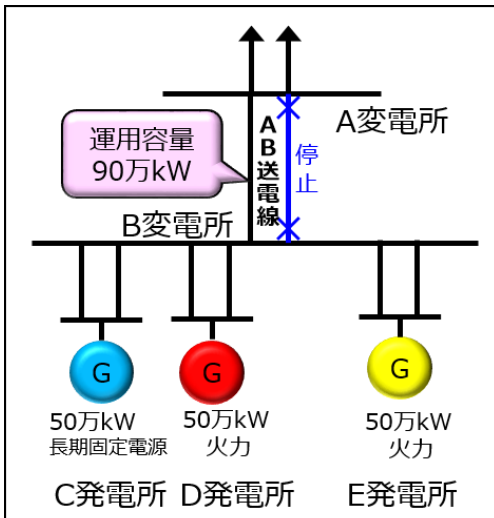 運用容量
90万kW
AB送電線
停止
A変電所
B変電所
G
G
G
50万kW
長期固定電源
50万kW
火力
50万kW
火力
C発電所
D発電所
E発電所